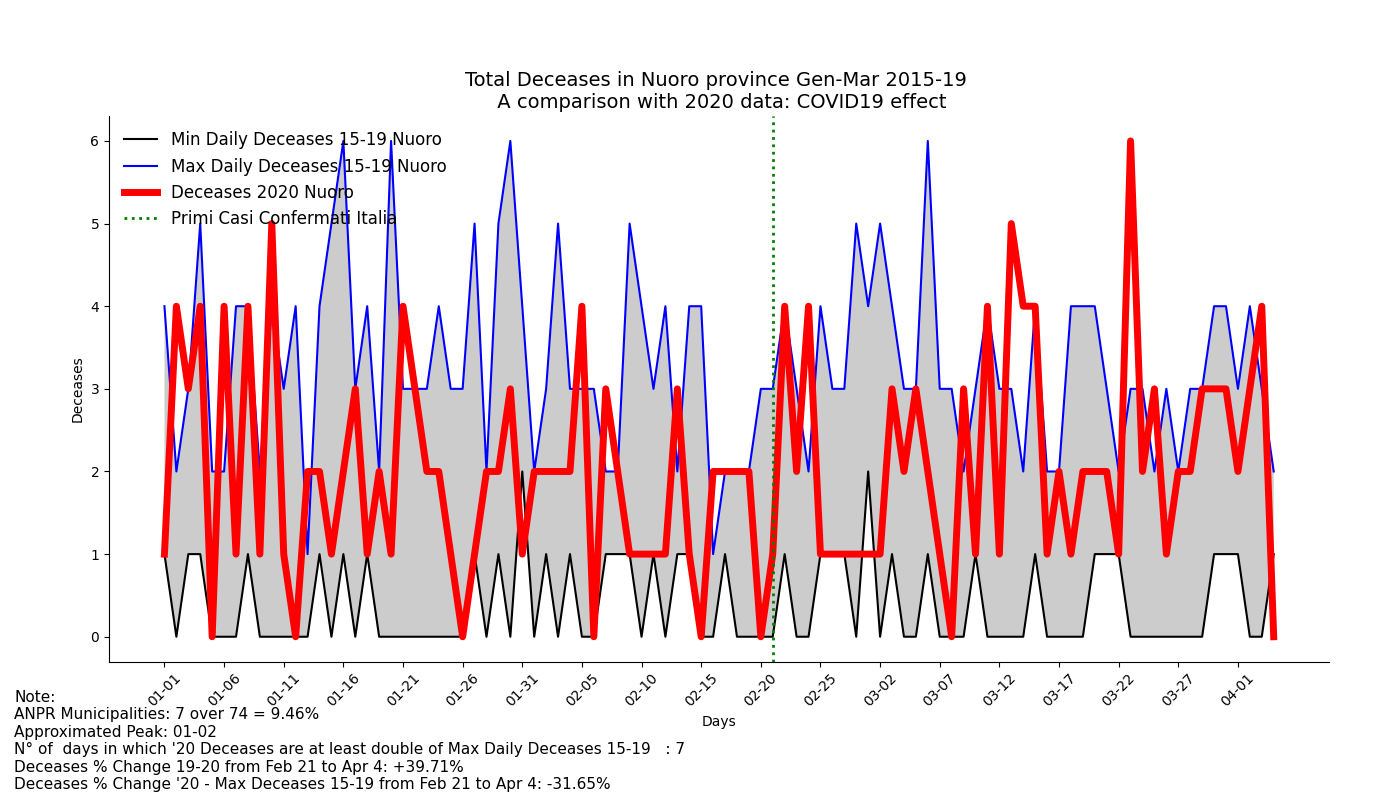 Total Deceases in Nuoro province Gen-Mar 2015-19
A comparison with 2020 data: COVID19 effect
Min Daily Deceases 15-19 Nuoro
Max Daily Deceases 15-19 Nuoro
Deceases 2020 Nuoro
Primi Casi Confermati Italia
6
5
4
3
2
1
0
Deceases
01-01
01-06
01-11
01-16
01-21
01-26
01-31
02-05
02-10
02-15
02-20
02-25
03-02
03-07
03-12
03-17
03-22
03-27
04-01
Days
Note:
ANPR Municipalities: 7 over 74 = 9.46%
Approximated Peak: 01-02
N° of  days in which '20 Deceases are at least double of Max Daily Deceases 15-19   : 7
Deceases % Change 19-20 from Feb 21 to Apr 4: +39.71%
Deceases % Change '20 - Max Deceases 15-19 from Feb 21 to Apr 4: -31.65%